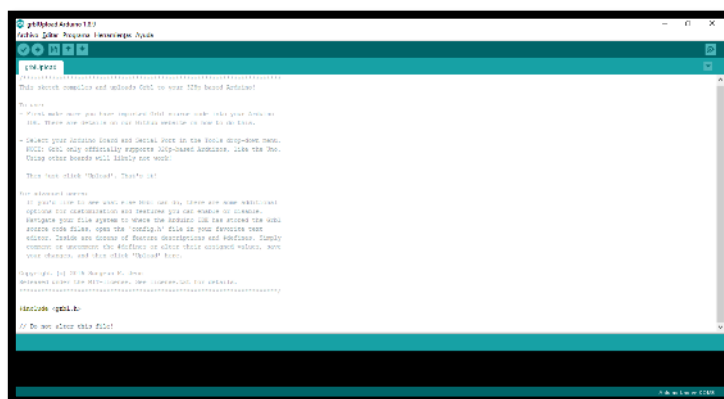 grblUpload Arduino 1.8.9
Archivo Editar Programa Herramientas Ayuda
grblUpload
/***********************************************************************
This sketch compiles and uploads Grbl to your 328p-based Arduino!
To use:
- First make sure you have imported Grbl source code into your Arduino
IDE. There are details on our Github website on how to do this.
- Select your Arduino Board and Serial Port in the Tools drop-down menu.
NOTE: Grbl only officially supports 328p-based Arduinos, like the Uno.
Using other boards will likely not work!
- Then just click 'Upload'. That's it!
For advanced users:
If you'd like to see what else Grbl can do, there are some additional
options for customization and features you can enable or disable.
Navigate your file system to where the Arduino IDE has stored the Grbl
source code files, open the 'config.h' file in your favorite text
editor. Inside are dozens of feature descriptions and #defines. Simply
comment or uncomment the #defines or alter their assigned values, save
your changes, and then click 'Upload' here.
Copyright (c) 2015 Sungeun K. Jeon
Released under the MIT-license. See license.txt for details.
***********************************************************************/
#include <grbl.h>
// Do not alter this file!